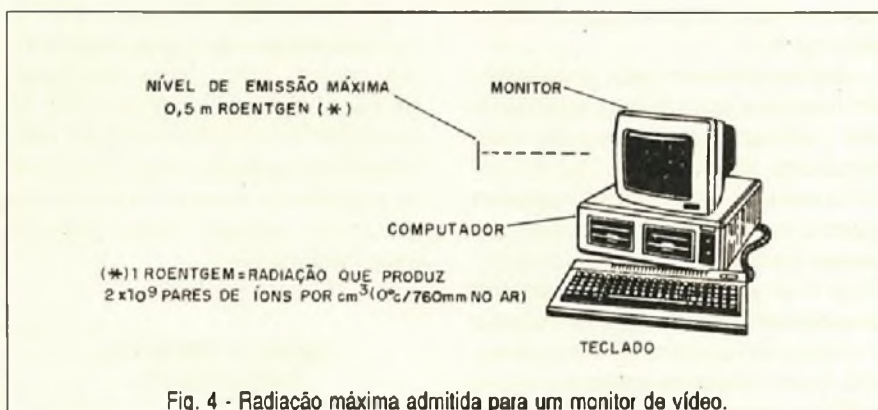 NÍVEL DE EMISSÃO MÁXIMA
0,5 m ROENTGEN (*)
MONITOR
COMPUTADOR
(*)1 ROENTGEM=RADIAÇÃO QUE PRODUZ
2x10⁹ PARES DE ÍONS POR cm³(0°c/760mm NO AR)
TECLADO
Fig. 4 - Radiação máxima admitida para um monitor de vídeo.